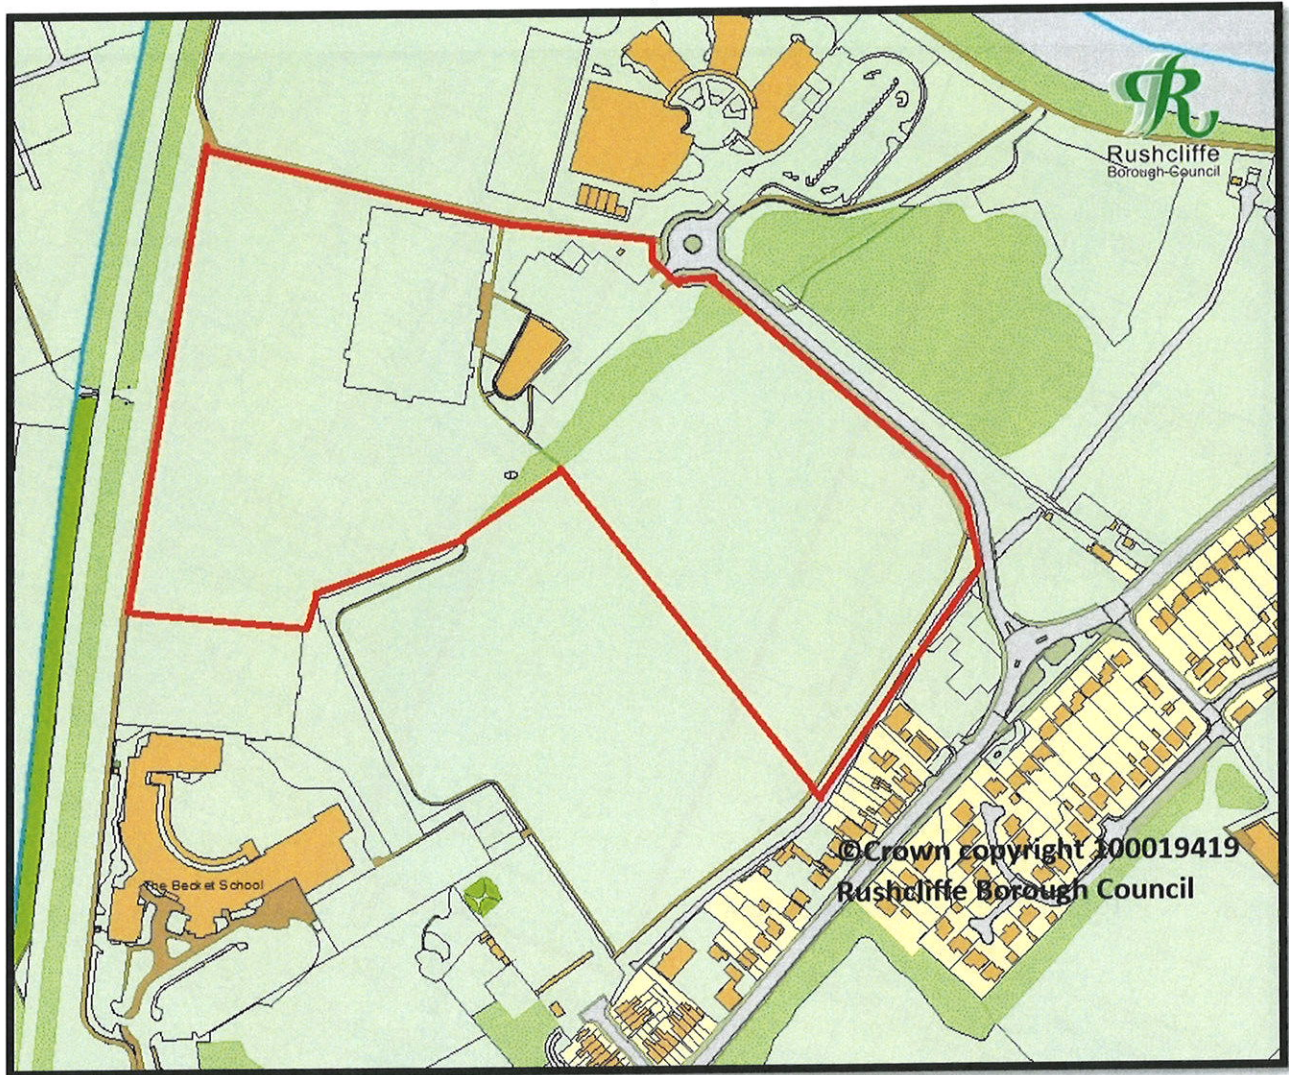 Rushcliffe
Borough Council
The Becket School
©Crown copyright 100019419
Rushcliffe Borough Council